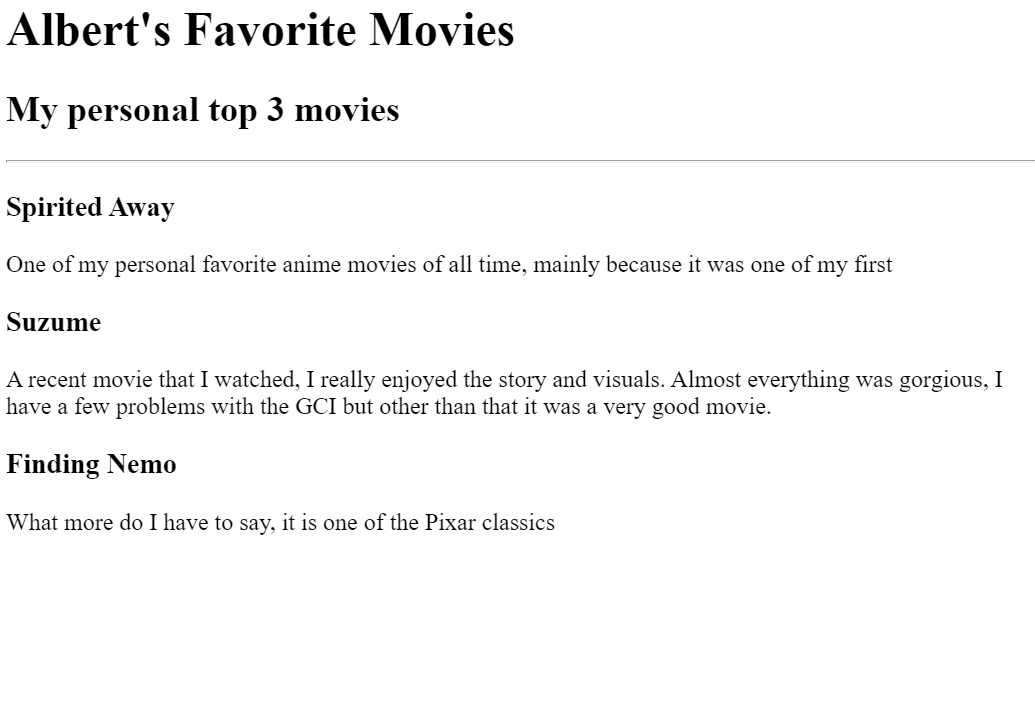 Albert's Favorite Movies
My personal top 3 movies
Spirited Away
One of my personal favorite anime movies of all time, mainly because it was one of my first
Suzume
A recent movie that I watched, I really enjoyed the story and visuals. Almost everything was gorgious, I
have a few problems with the GCI but other than that it was a very good movie.
Finding Nemo
What more do I have to say, it is one of the Pixar classics